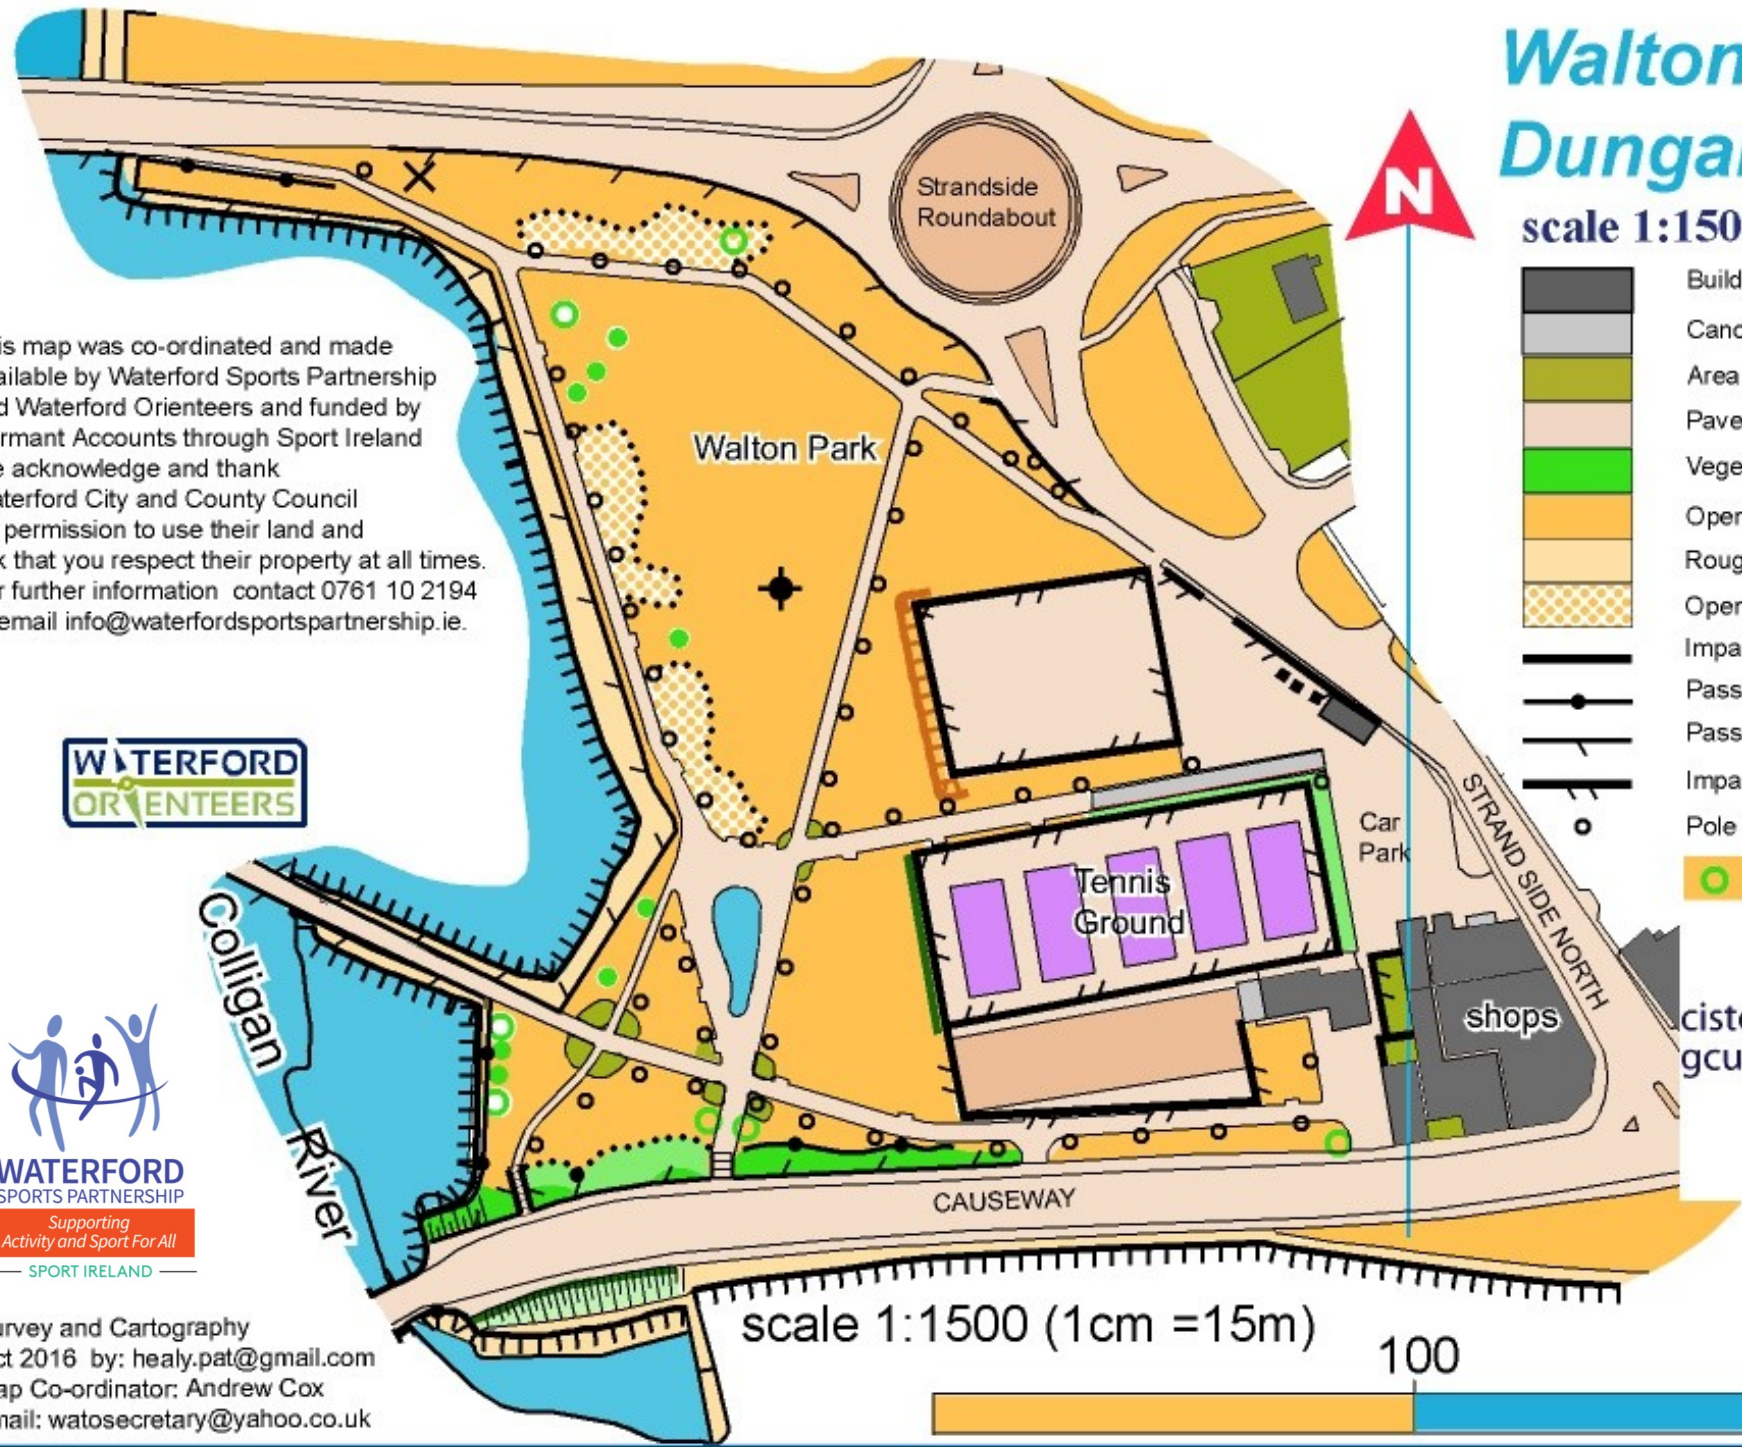 Walton
Dungar
scale 1:150
N
Strandside
Roundabout
Build
Cano
Area
Pave
Vege
Oper
Roug
Oper
Impa
Pass
Pass
Impa
Pole
is map was co-ordinated and made
ailable by Waterford Sports Partnership
d Waterford Orienteers and funded by
rmant Accounts through Sport Ireland
e acknowledge and thank
aterford City and County Council
permission to use their land and
k that you respect their property at all times.
r further information contact 0761 10 2194
email info@waterfordsportspartnership.ie.
Walton Park
WATERFORD
ORIENTEERS
Car
Park
STRAND SIDE NORTH
Tennis
Ground
shops
Colligan
River
ciste
gcu
WATERFORD
SPORTS PARTNERSHIP
Supporting
Activity and Sport For All
SPORT IRELAND
CAUSEWAY
urvey and Cartography
ct 2016 by: healy.pat@gmail.com
ap Co-ordinator: Andrew Cox
mail: watosecretary@yahoo.co.uk
scale 1:1500 (1cm =15m)
100